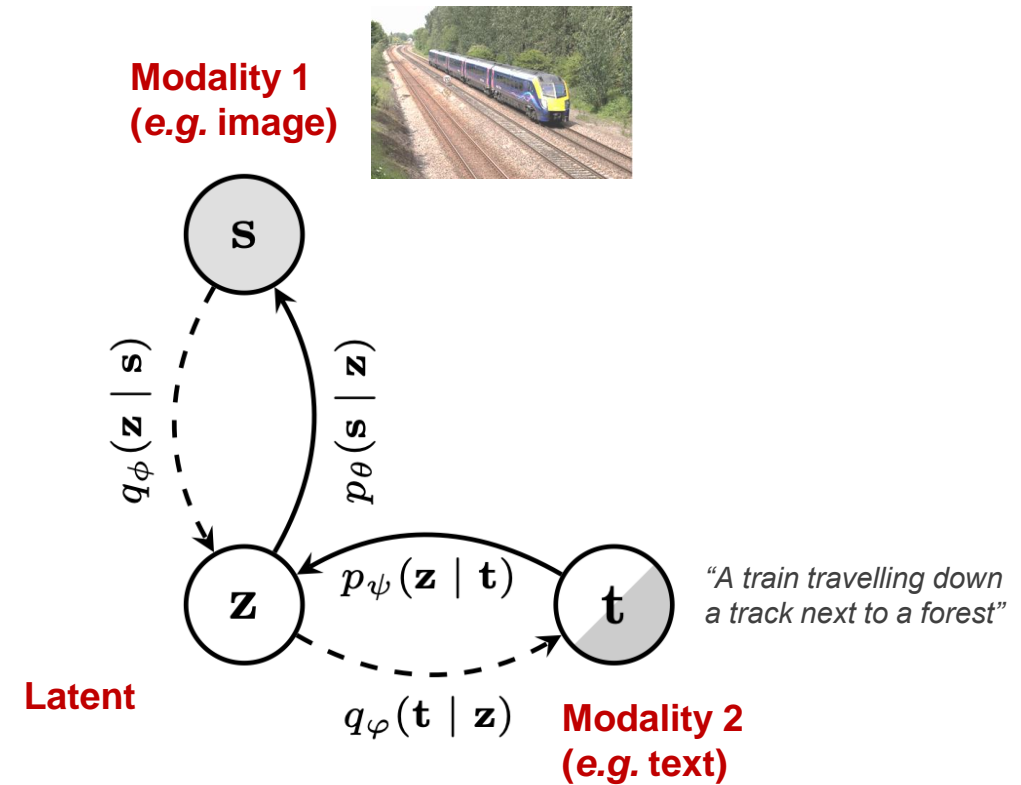 Modality 1
(e.g. image)
s
qϕ(z | s)
pθ(s | z)
z
pψ(z | t)
t
“A train travelling down
a track next to a forest”
Latent
qφ(t | z)
Modality 2
(e.g. text)